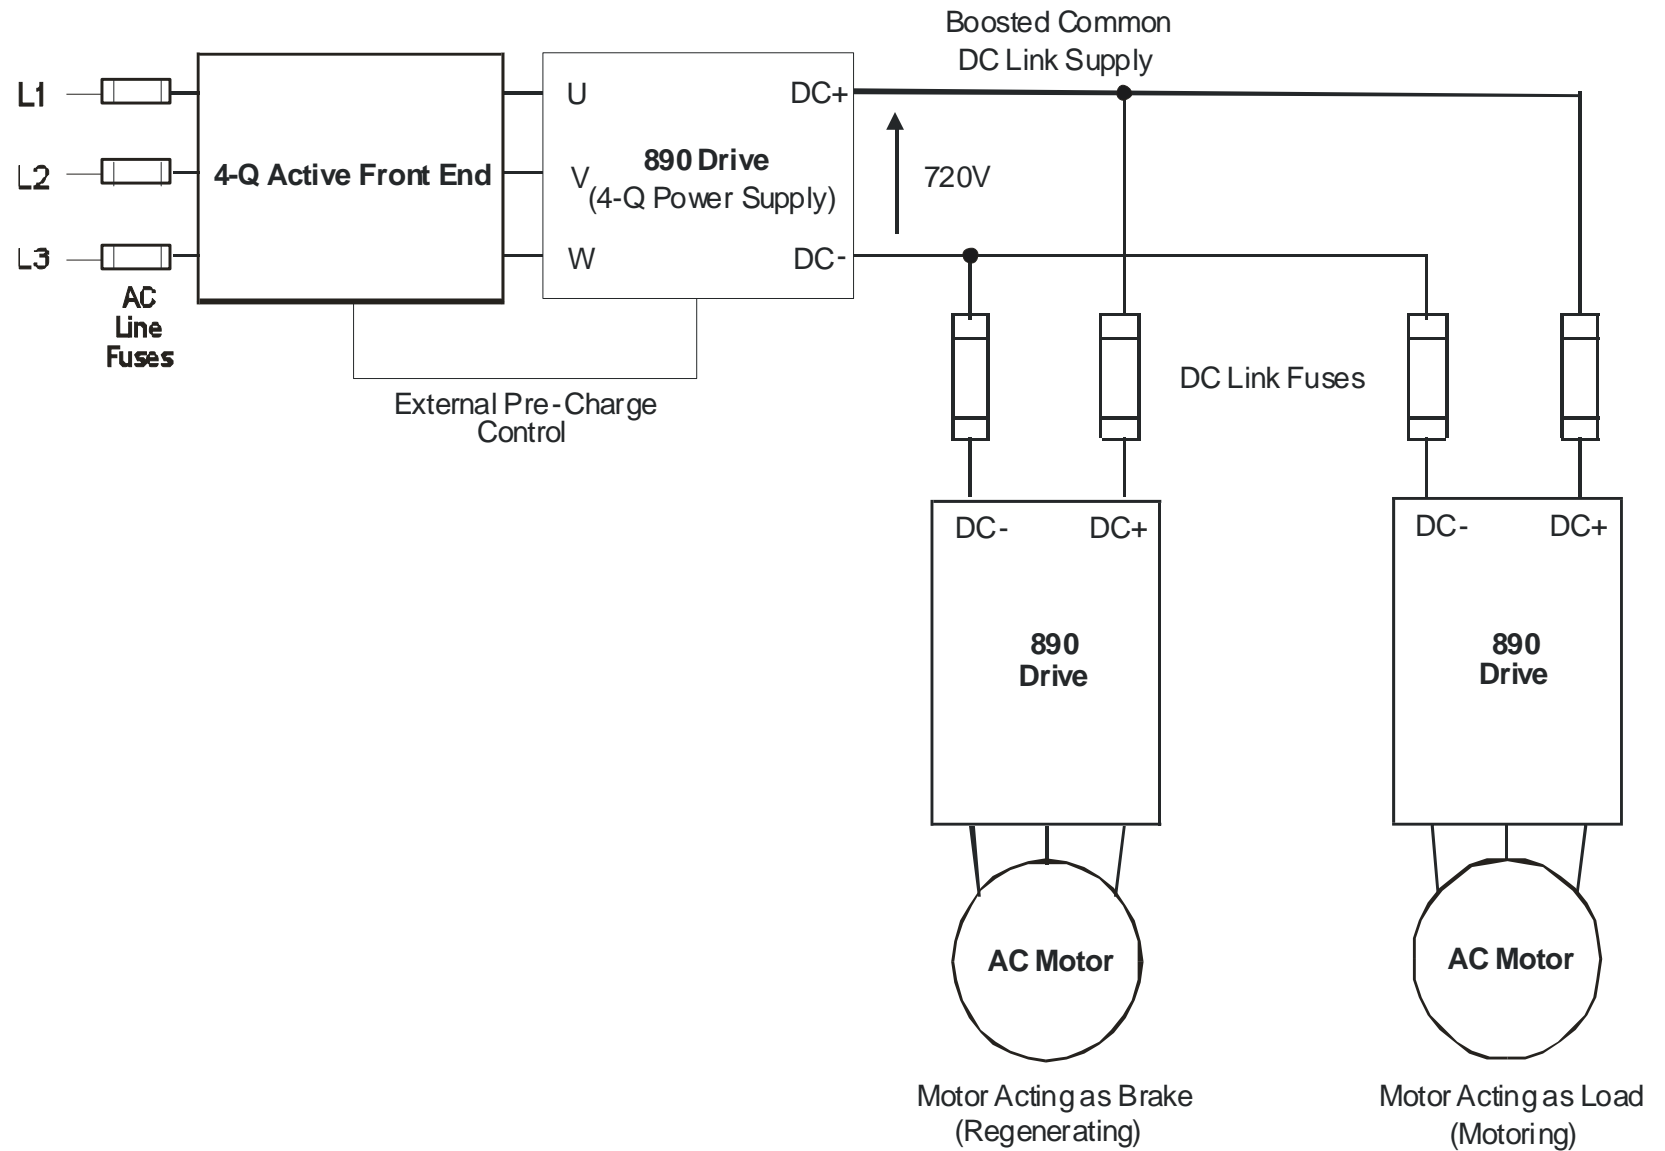 Boosted Common
DC Link Supply
L1
L2
L3
AC
Line
Fuses
4-Q Active Front End
U
V
W
890 Drive
(4-Q Power Supply)
DC+
DC-
720V
External Pre-Charge
Control
DC Link Fuses
DC-
DC+
890
Drive
DC-
DC+
890
Drive
AC Motor
AC Motor
Motor Acting as Brake
(Regenerating)
Motor Acting as Load
(Motoring)